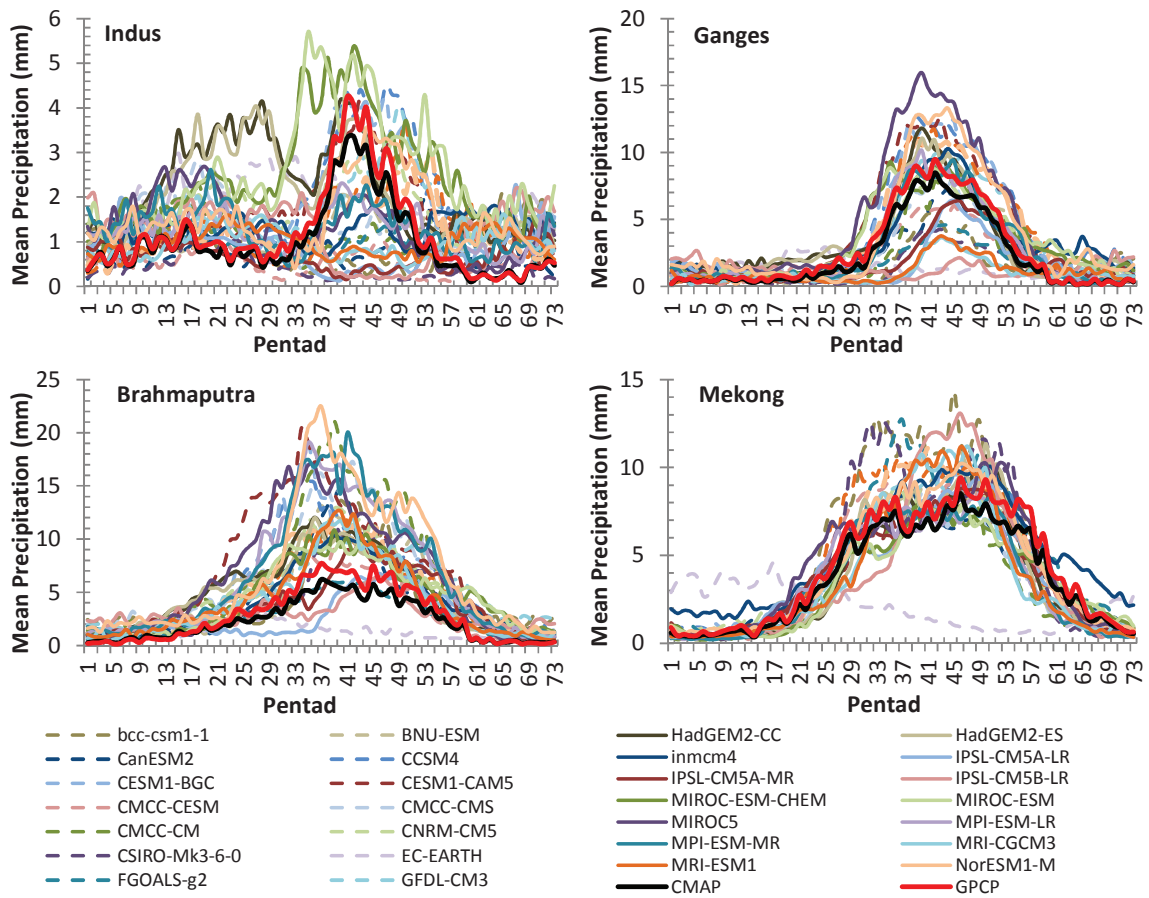 Indus
Mean Precipitation (mm)
6
5
4
3
2
1
0
1 5 9 13 17 21 25 29 33 37 41 45 49 53 57 61 65 69 73
Pentad
Ganges
Mean Precipitation (mm)
20
15
10
5
0
1 5 9 13 17 21 25 29 33 37 41 45 49 53 57 61 65 69 73
Pentad
Brahmaputra
Mean Precipitation (mm)
25
20
15
10
5
0
1 5 9 13 17 21 25 29 33 37 41 45 49 53 57 61 65 69 73
Pentad
Mekong
Mean Precipitation (mm)
15
10
5
0
1 5 9 13 17 21 25 29 33 37 41 45 49 53 57 61 65 69 73
Pentad
bcc-csm1-1 BNU-ESM
CanESM2 CCSM4
CESM1-BGC CESM1-CAM5
CMCC-CESM CMCC-CMS
CMCC-CM CNRM-CM5
CSIRO-Mk3-6-0 EC-EARTH
FGOALS-g2 GFDL-CM3
HadGEM2-CC HadGEM2-ES
inmcm4 IPSL-CM5A-LR
IPSL-CM5A-MR IPSL-CM5B-LR
MIROC-ESM-CHEM MIROC-ESM
MIROC5 MPI-ESM-LR
MPI-ESM-MR MRI-CGCM3
MRI-ESM1 NorESM1-M
CMAP GPCP